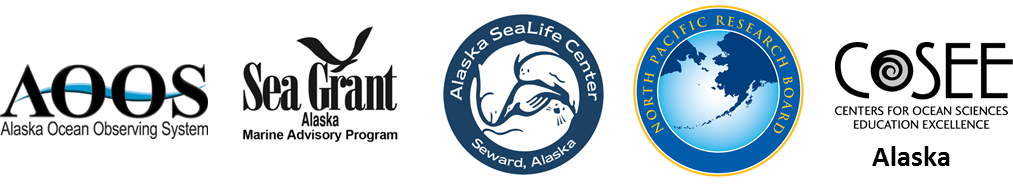 AOOS
Alaska Ocean Observing System
Sea Grant
Alaska
Marine Advisory Program
Alaska SeaLife Center
Seward, Alaska
NORTH PACIFIC RESEARCH BOARD
COSEE
CENTERS FOR OCEAN SCIENCES
EDUCATION EXCELLENCE
Alaska